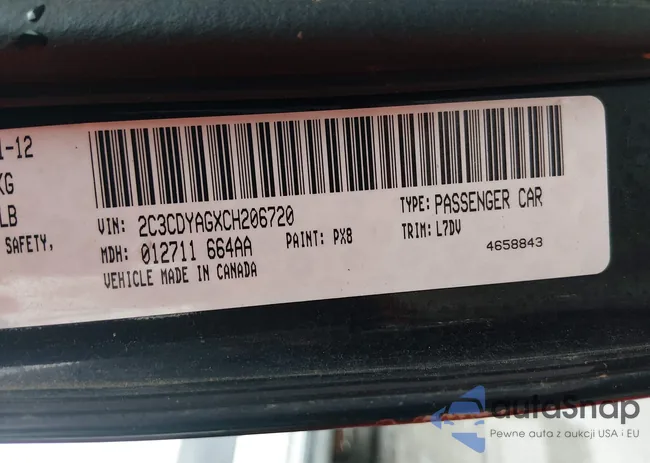 1-12
KG
LB
SAFETY,
VIN: 2C3CDYAGXCH206720
TYPE: PASSENGER CAR
MDH: 012711 664AA
PAINT: PX8
TRIM: L7DV
VEHICLE MADE IN CANADA
4658843
autoSnap
Pewne auta z aukcji USA i EU